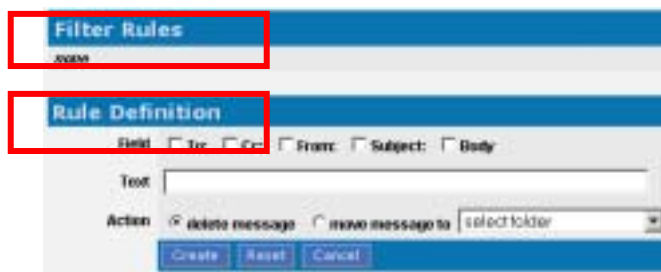 Filter Rules
none
Rule Definition
Field To: Cc: From: Subject: Body
Text
Action delete message move message to select folder
Create Reset Cancel